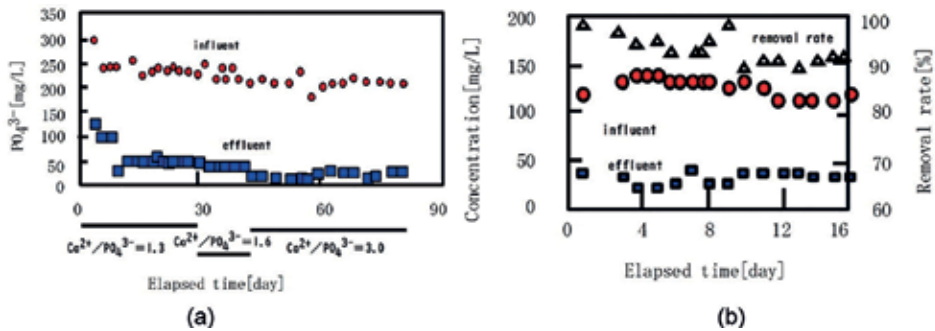 350
300
250
200
150
100
50
0
PO₄³⁻[mg/L]
influent
effluent
0
30
60
90
Ca²⁺/PO₄³⁻=1.3
Ca²⁺/PO₄³⁻=1.6
Ca²⁺/PO₄³⁻=3.0
Elapsed time[day]
(a)
200
150
100
50
0
Concentration[mg/L]
removal rate
influent
effluent
100
90
80
70
60
Removal rate[%]
0
4
8
12
16
Elapsed time[day]
(b)